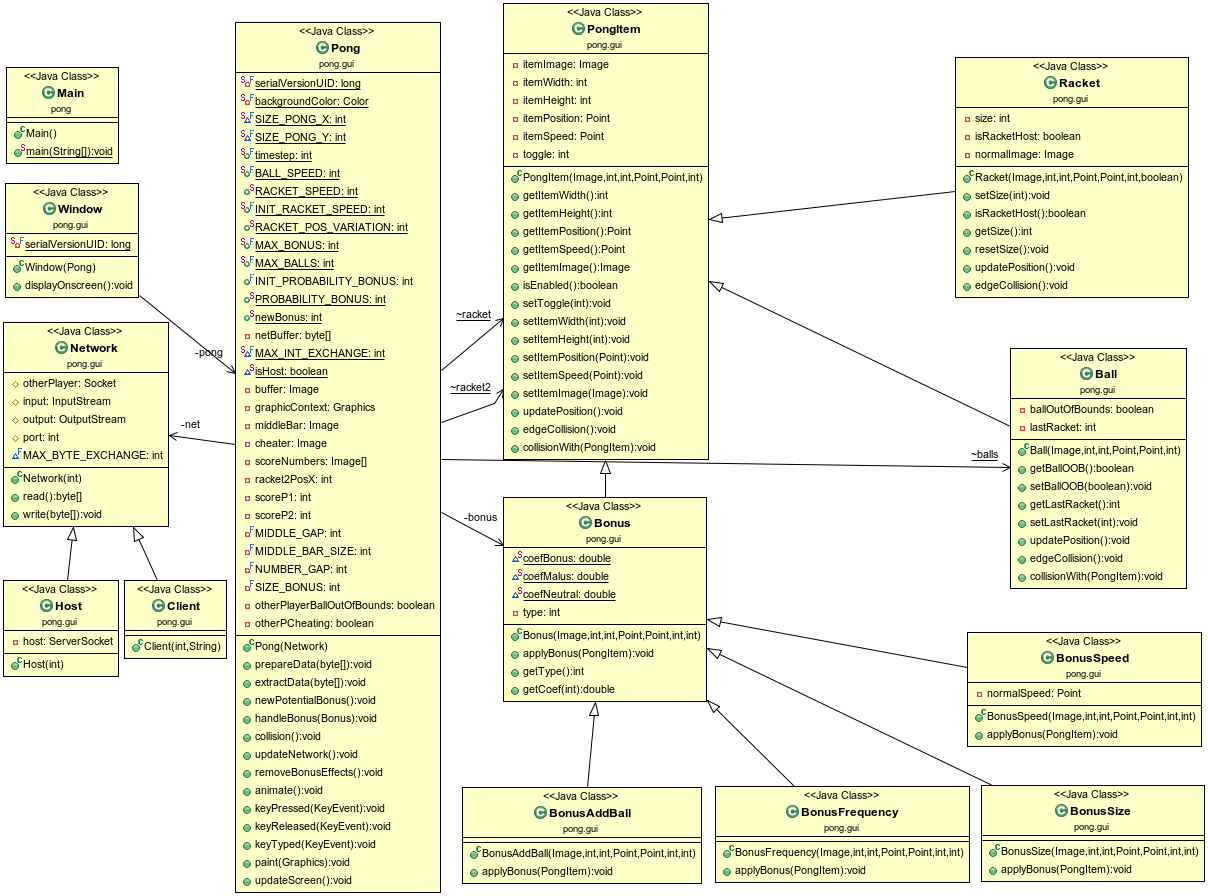 <<Java Class>>
Main
pong
Main()
main(String[]):void
<<Java Class>>
Window
pong.gui
serialVersionUID: long
Window(Pong)
displayOnscreen():void
-pong
<<Java Class>>
Network
pong.gui
otherPlayer: Socket
input: InputStream
output: OutputStream
port: int
MAX_BYTE_EXCHANGE: int
Network(int)
read():byte[]
write(byte[]):void
-net
<<Java Class>>
Host
pong.gui
host: ServerSocket
Host(int)
<<Java Class>>
Client
pong.gui
Client(int,String)
<<Java Class>>
Pong
pong.gui
serialVersionUID: long
backgroundColor: Color
SIZE_PONG_X: int
SIZE_PONG_Y: int
timestep: int
BALL_SPEED: int
RACKET_SPEED: int
INIT_RACKET_SPEED: int
RACKET_POS_VARIATION: int
MAX_BONUS: int
MAX_BALLS: int
INIT_PROBABILITY_BONUS: int
PROBABILITY_BONUS: int
newBonus: int
netBuffer: byte[]
MAX_INT_EXCHANGE: int
isHost: boolean
buffer: Image
graphicContext: Graphics
middleBar: Image
cheater: Image
scoreNumbers: Image[]
racket2PosX: int
scoreP1: int
scoreP2: int
MIDDLE_GAP: int
MIDDLE_BAR_SIZE: int
NUMBER_GAP: int
SIZE_BONUS: int
otherPlayerBallOutOfBounds: boolean
otherPCheating: boolean
Pong(Network)
prepareData(byte[]):void
extractData(byte[]):void
newPotentialBonus():void
handleBonus(Bonus):void
collision():void
updateNetwork():void
removeBonusEffects():void
animate():void
keyPressed(KeyEvent):void
keyReleased(KeyEvent):void
keyTyped(KeyEvent):void
paint(Graphics):void
updateScreen():void
~racket
~racket2
~balls
-bonus
<<Java Class>>
PongItem
pong.gui
itemImage: Image
itemWidth: int
itemHeight: int
itemPosition: Point
itemSpeed: Point
toggle: int
PongItem(Image,int,int,Point,Point,int)
getItemWidth():int
getItemHeight():int
getItemPosition():Point
getItemSpeed():Point
getItemImage():Image
isEnabled():boolean
setToggle(int):void
setItemWidth(int):void
setItemHeight(int):void
setItemPosition(Point):void
setItemSpeed(Point):void
setItemImage(Image):void
updatePosition():void
edgeCollision():void
collisionWith(PongItem):void
<<Java Class>>
Bonus
pong.gui
coefBonus: double
coefMalus: double
coefNeutral: double
type: int
Bonus(Image,int,int,Point,Point,int,int)
applyBonus(PongItem):void
getType():int
getCoef(int):double
<<Java Class>>
Racket
pong.gui
size: int
isRacketHost: boolean
normalImage: Image
Racket(Image,int,int,Point,Point,int,boolean)
setSize(int):void
isRacketHost():boolean
getSize():int
resetSize():void
updatePosition():void
edgeCollision():void
<<Java Class>>
Ball
pong.gui
ballOutOfBounds: boolean
lastRacket: int
Ball(Image,int,int,Point,Point,int)
getBallOOB():boolean
setBallOOB(boolean):void
getLastRacket():int
setLastRacket(int):void
updatePosition():void
edgeCollision():void
collisionWith(PongItem):void
<<Java Class>>
BonusSpeed
pong.gui
normalSpeed: Point
BonusSpeed(Image,int,int,Point,Point,int,int)
applyBonus(PongItem):void
<<Java Class>>
BonusAddBall
pong.gui
BonusAddBall(Image,int,int,Point,Point,int,int)
applyBonus(PongItem):void
<<Java Class>>
BonusFrequency
pong.gui
BonusFrequency(Image,int,int,Point,Point,int,int)
applyBonus(PongItem):void
<<Java Class>>
BonusSize
pong.gui
BonusSize(Image,int,int,Point,Point,int,int)
applyBonus(PongItem):void